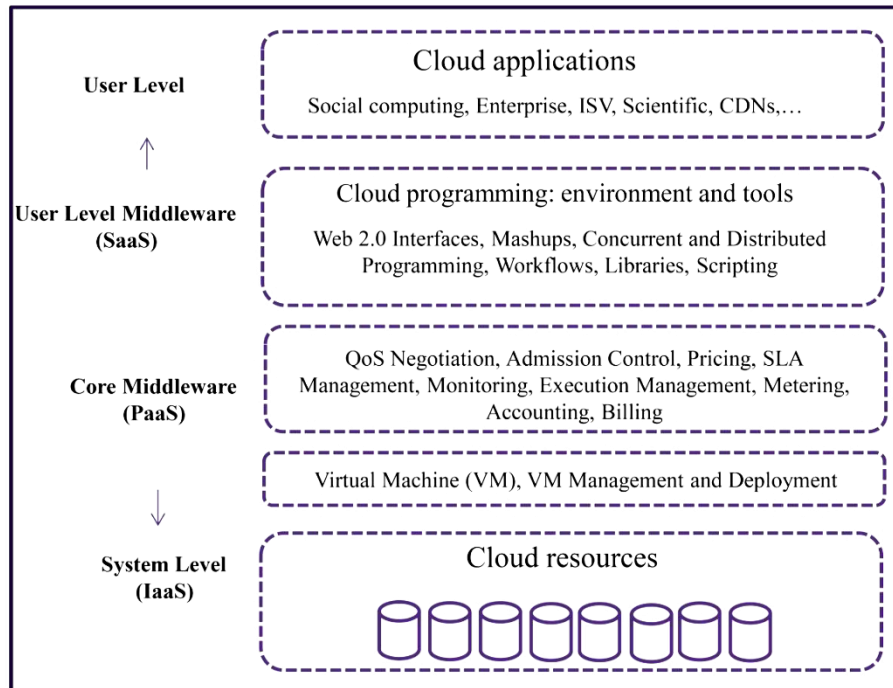 Cloud applications
User Level
Social computing, Enterprise, ISV, Scientific, CDNs,…
Cloud programming: environment and tools
User Level Middleware
(SaaS)
Web 2.0 Interfaces, Mashups, Concurrent and Distributed
Programming, Workflows, Libraries, Scripting
QoS Negotiation, Admission Control, Pricing, SLA
Management, Monitoring, Execution Management, Metering,
Accounting, Billing
Core Middleware
(PaaS)
Virtual Machine (VM), VM Management and Deployment
System Level
(IaaS)
Cloud resources